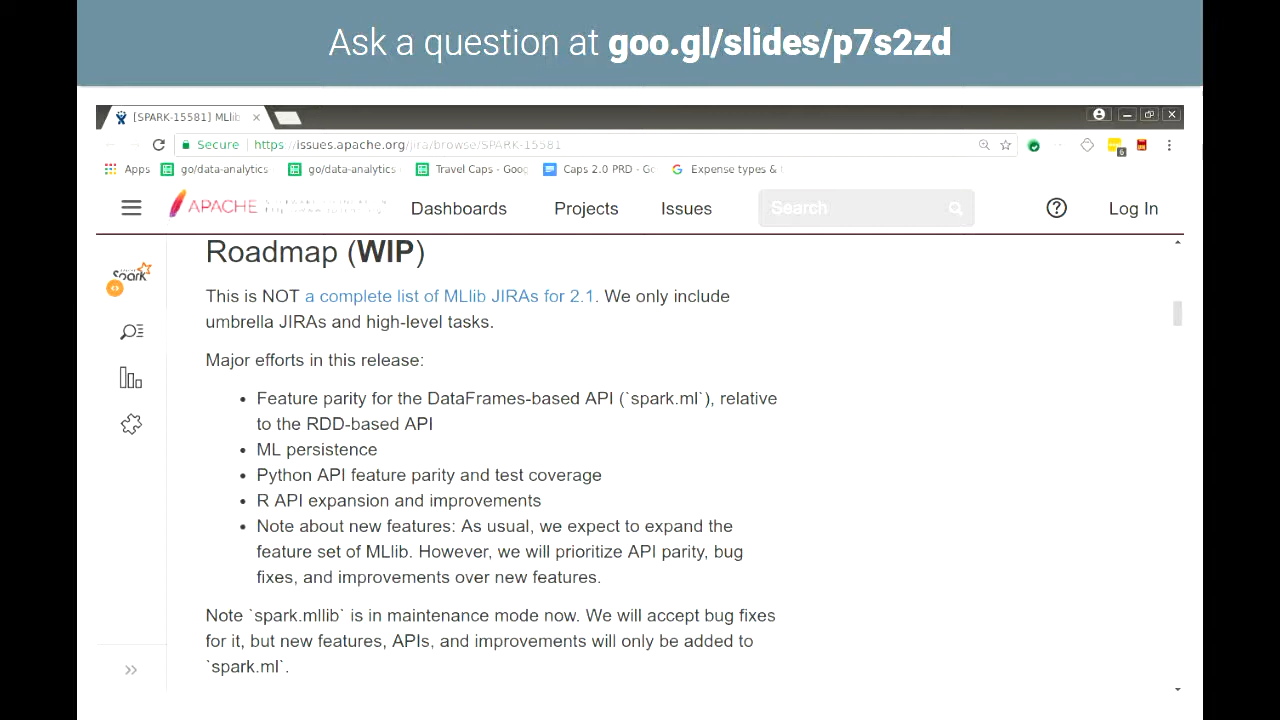 Ask a question at goo.gl/slides/p7s2zd
[SPARK-15581] MLlib
Secure https://issues.apache.org/jira/browse/SPARK-15581
Apps go/data-analytics go/data-analytics Travel Caps - Goog Caps 2.0 PRD - Go Expense types &
APACHE Dashboards Projects Issues Search Log In
Spark
Roadmap (WIP)
This is NOT a complete list of MLlib JIRAs for 2.1. We only include
umbrella JIRAs and high-level tasks.
Major efforts in this release:
• Feature parity for the DataFrames-based API (`spark.ml`), relative
to the RDD-based API
• ML persistence
• Python API feature parity and test coverage
• R API expansion and improvements
• Note about new features: As usual, we expect to expand the
feature set of MLlib. However, we will prioritize API parity, bug
fixes, and improvements over new features.
Note `spark.mllib` is in maintenance mode now. We will accept bug fixes
for it, but new features, APIs, and improvements will only be added to
`spark.ml`.